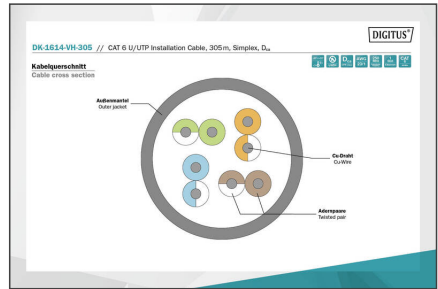 DIGITUS®
DK-1614-VH-305 // CAT 6 U/UTP Installation Cable, 305 m, Simplex, Dca
Kabelquerschnitt
Cable cross section
Außenmantel
Outer jacket
Cu-Draht
Cu-Wire
Adernpaare
Twisted pair